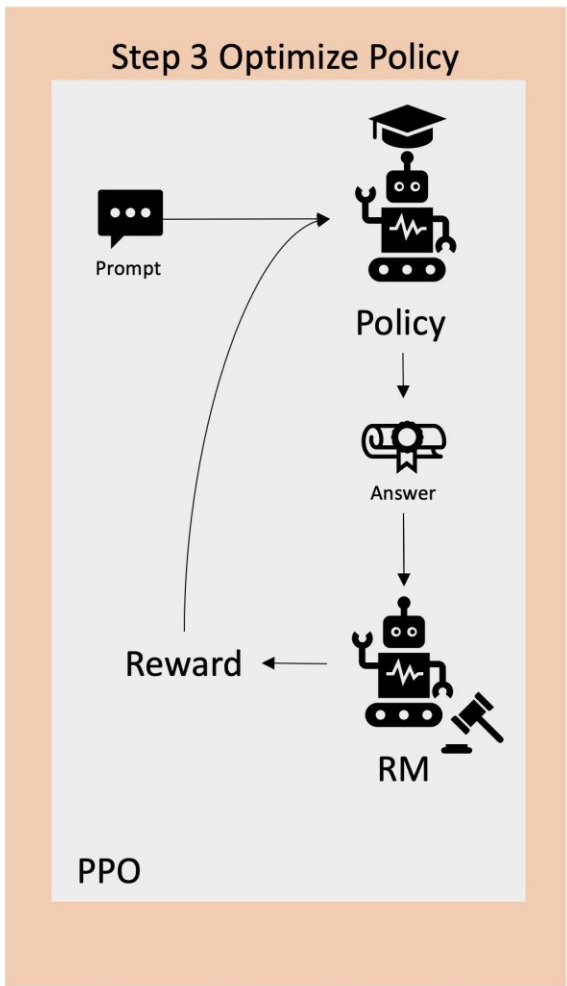 Step 3 Optimize Policy
Prompt
Policy
Answer
Reward
RM
PPO